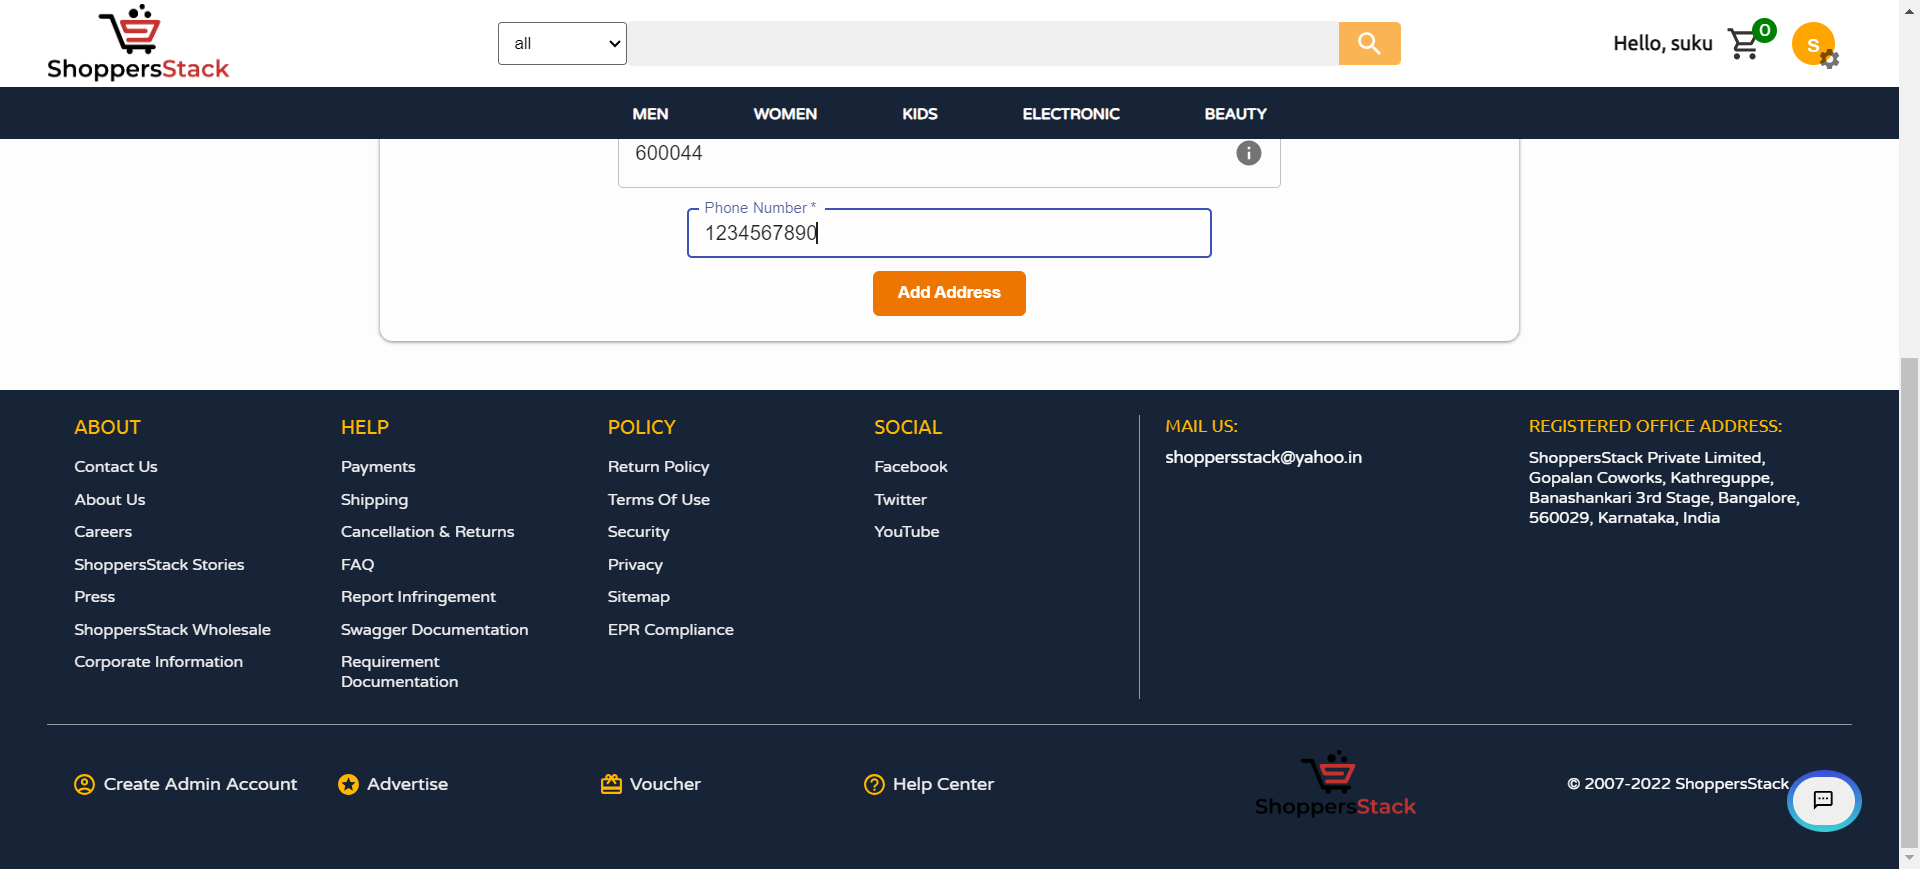 ShoppersStack
all
Hello, suku
0
S
MEN
WOMEN
KIDS
ELECTRONIC
BEAUTY
600044
Phone Number *
1234567890
Add Address
ABOUT
Contact Us
About Us
Careers
ShoppersStack Stories
Press
ShoppersStack Wholesale
Corporate Information
HELP
Payments
Shipping
Cancellation & Returns
FAQ
Report Infringement
Swagger Documentation
Requirement
Documentation
POLICY
Return Policy
Terms Of Use
Security
Privacy
Sitemap
EPR Compliance
SOCIAL
Facebook
Twitter
YouTube
MAIL US:
shoppersstack@yahoo.in
REGISTERED OFFICE ADDRESS:
ShoppersStack Private Limited,
Gopalan Coworks, Kathreguppe,
Banashankari 3rd Stage, Bangalore,
560029, Karnataka, India
Create Admin Account
Advertise
Voucher
Help Center
ShoppersStack
© 2007-2022 ShoppersStack